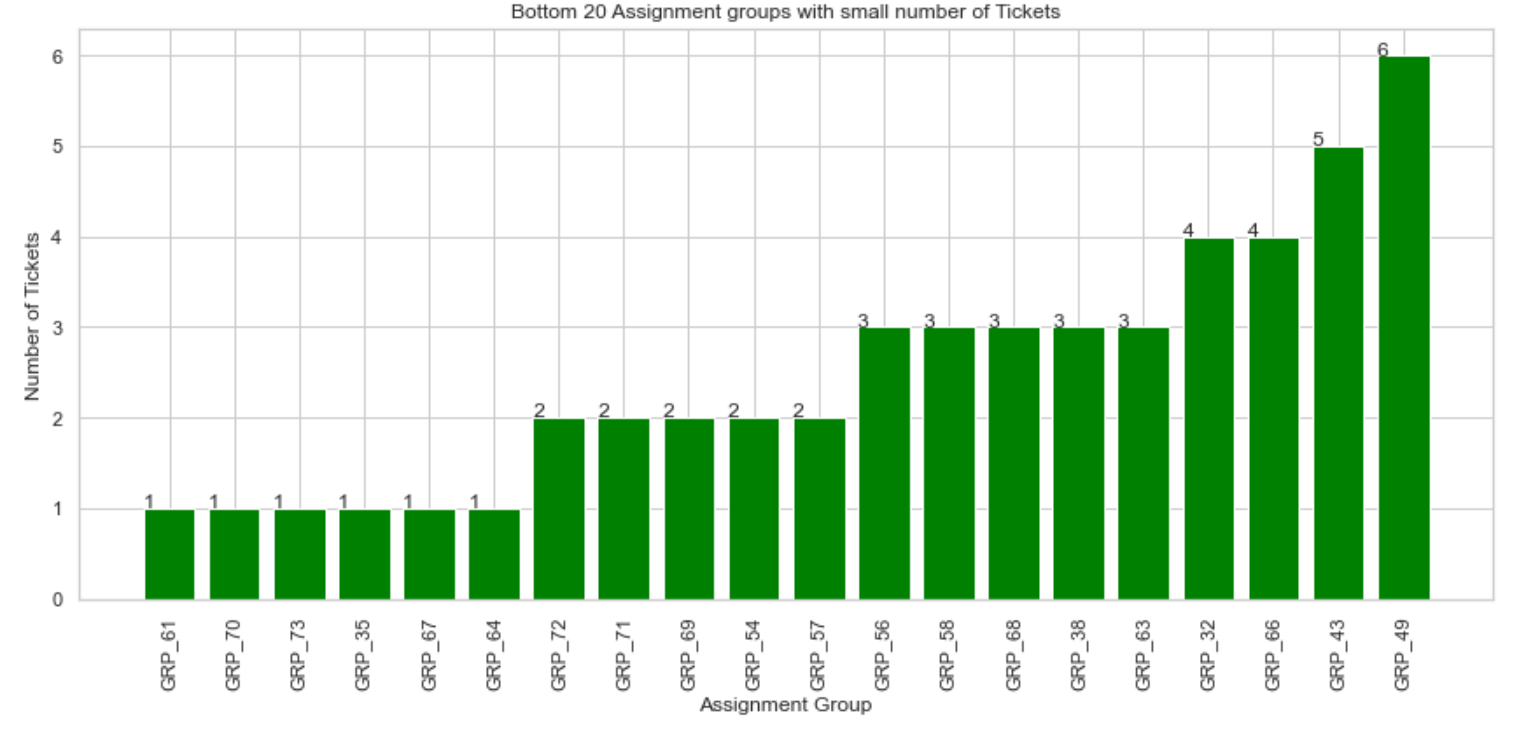 Bottom 20 Assignment groups with small number of Tickets
Number of Tickets
6
5
4
3
2
1
0
1 1 1 1 1 1 2 2 2 2 2 3 3 3 3 3 4 4 5 6
GRP_61 GRP_70 GRP_73 GRP_35 GRP_67 GRP_64 GRP_72 GRP_71 GRP_69 GRP_54 GRP_57 GRP_56 GRP_58 GRP_68 GRP_38 GRP_63 GRP_32 GRP_66 GRP_43 GRP_49
Assignment Group